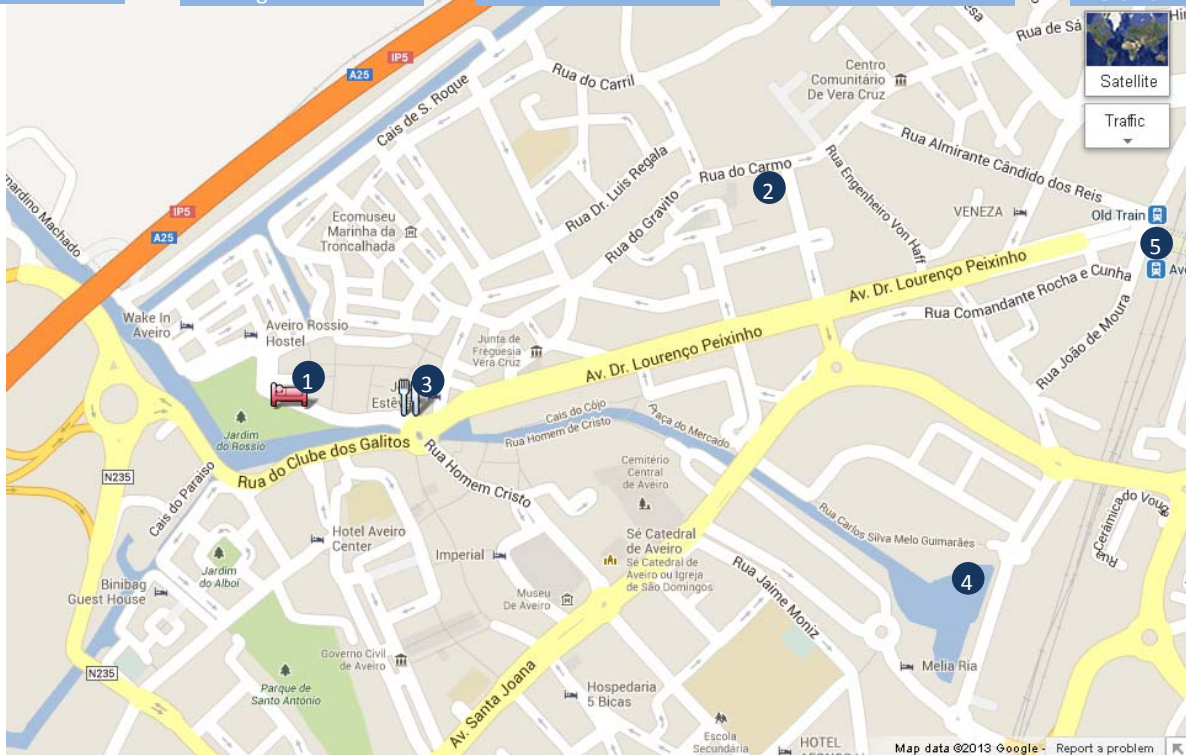 Rua de Sá
Satellite
Traffic
IP5
A25
Cais de S. Roque
Rua do Carril
Centro
Comunitário
De Vera Cruz
Rua Almirante Cândido dos Reis
Rua Dr. Luis Regala
Rua do Carmo
2
Rua Engenheiro Von Haff
Rua do Gravito
VENEZA
Old Train
5
IP5
A25
Ecomuseu
Marinha da
Troncalhada
Av. Dr. Lourenço Peixinho
Rua Comandante Rocha e Cunha
Rua João de Moura
Wake In
Aveiro
Aveiro Rossio
Hostel
Junta de
Freguesia
Vera Cruz
Av. Dr. Lourenço Peixinho
1
3
Jardim
do Rossio
Rua do Clube dos Galitos
Cais do Côjo
Rua Homem de Cristo
Praça do Mercado
Rua Homem Cristo
Cemitério
Central
de Aveiro
N235
Cais do Paraíso
Rua Carlos Silva Melo Guimarães
Hotel Aveiro
Center
Imperial
Sé Catedral
de Aveiro
Sé Catedral de
Aveiro ou Igreja
de São Domingos
Rua Jaime Moniz
4
Jardim
do Alboi
Binibag
Guest House
Museu
De Aveiro
Governo Civil
de Aveiro
N235
Parque de
Santo António
Av. Santa Joana
Hospedaria
5 Bicas
Melia Ria
Escola
Secundária
HOTEL
Map data ©2013 Google - Report a problem